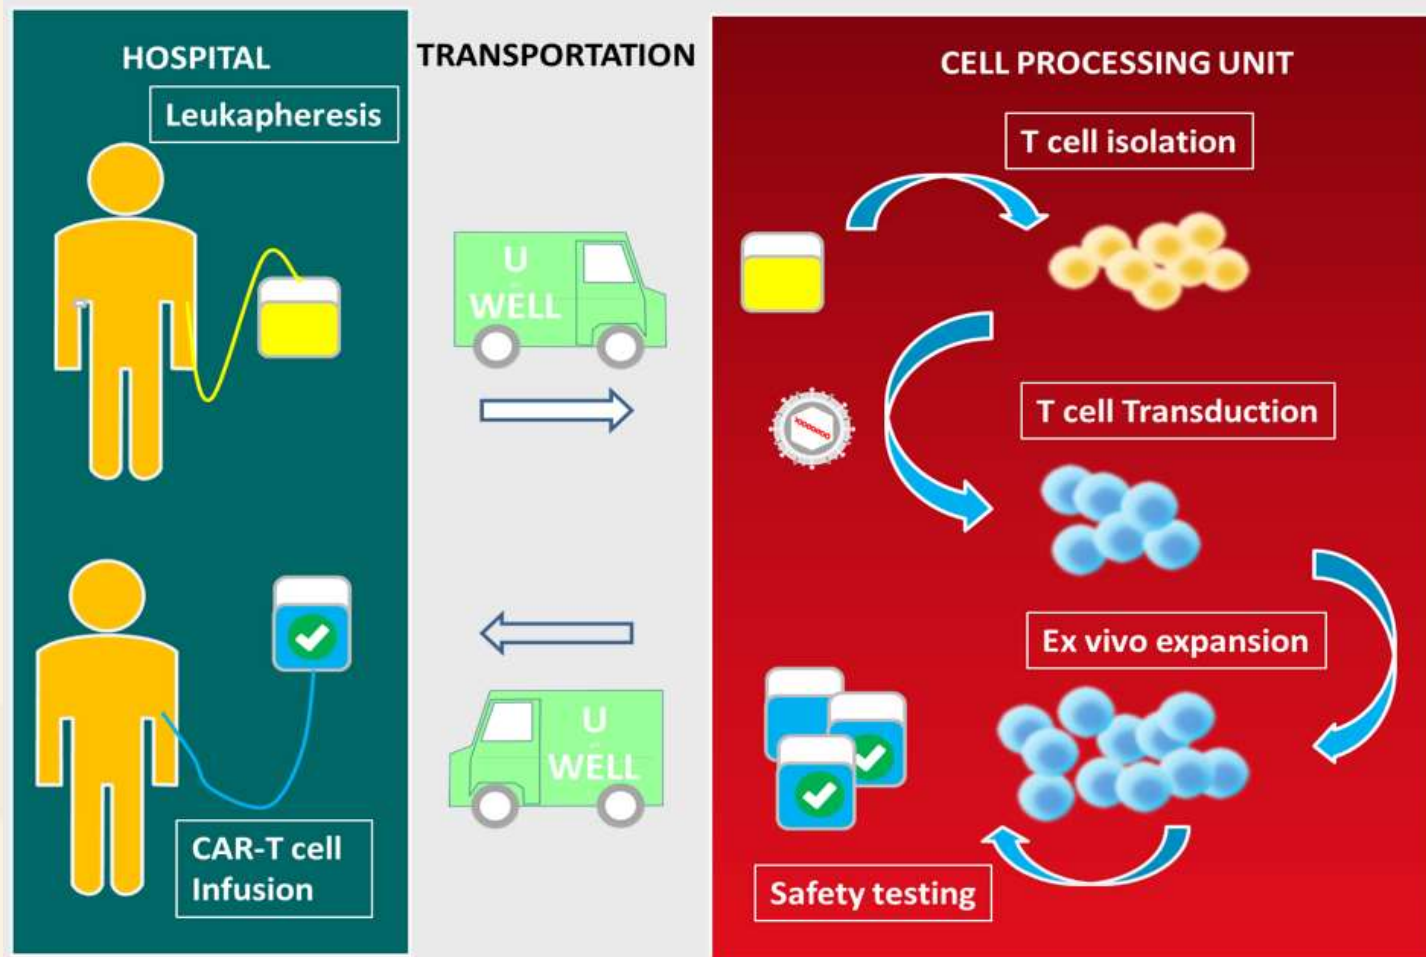 HOSPITAL
Leukapheresis
CAR-T cell
Infusion
TRANSPORTATION
U
WELL
U
WELL
CELL PROCESSING UNIT
T cell isolation
T cell Transduction
Ex vivo expansion
Safety testing